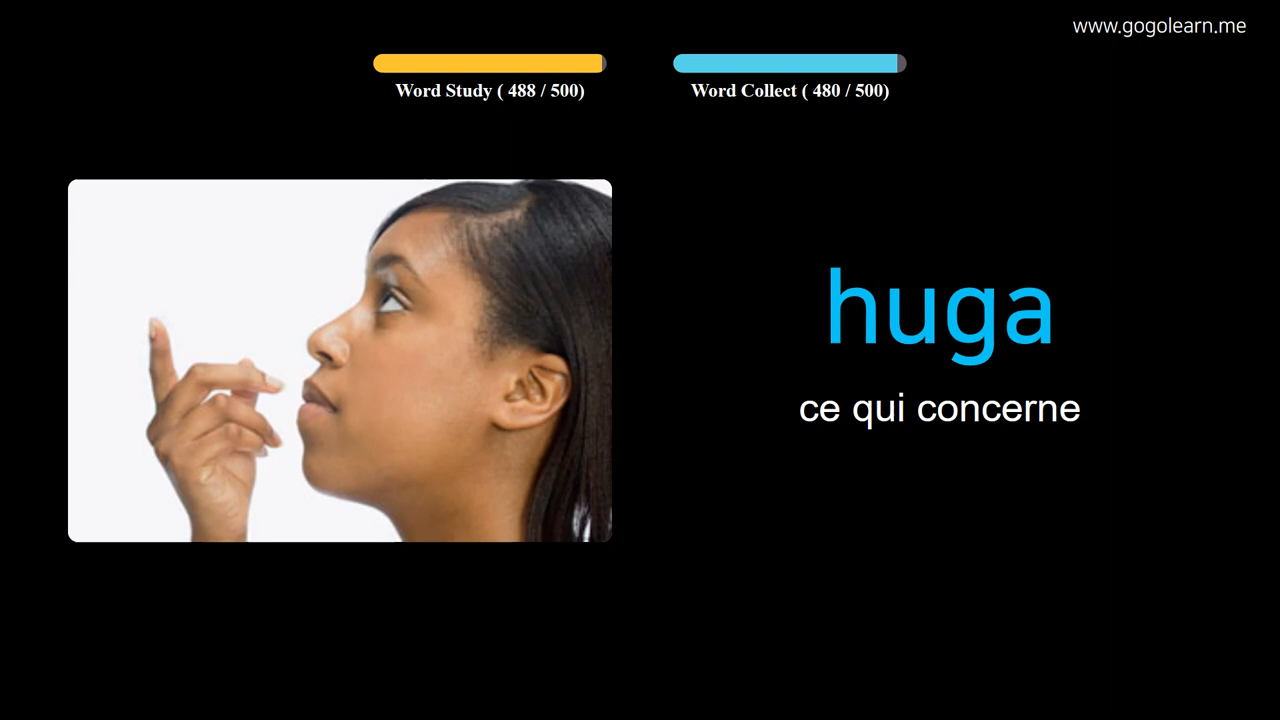 www.gogolearn.me
Word Study ( 488 / 500)
Word Collect ( 480 / 500)
huga
ce qui concerne